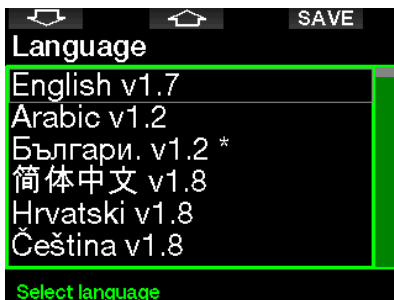 SAVE
Language
English v1.7
Arabic v1.2
Българи. v1.2 *
简体中文 v1.8
Hrvatski v1.8
Čeština v1.8
Select language